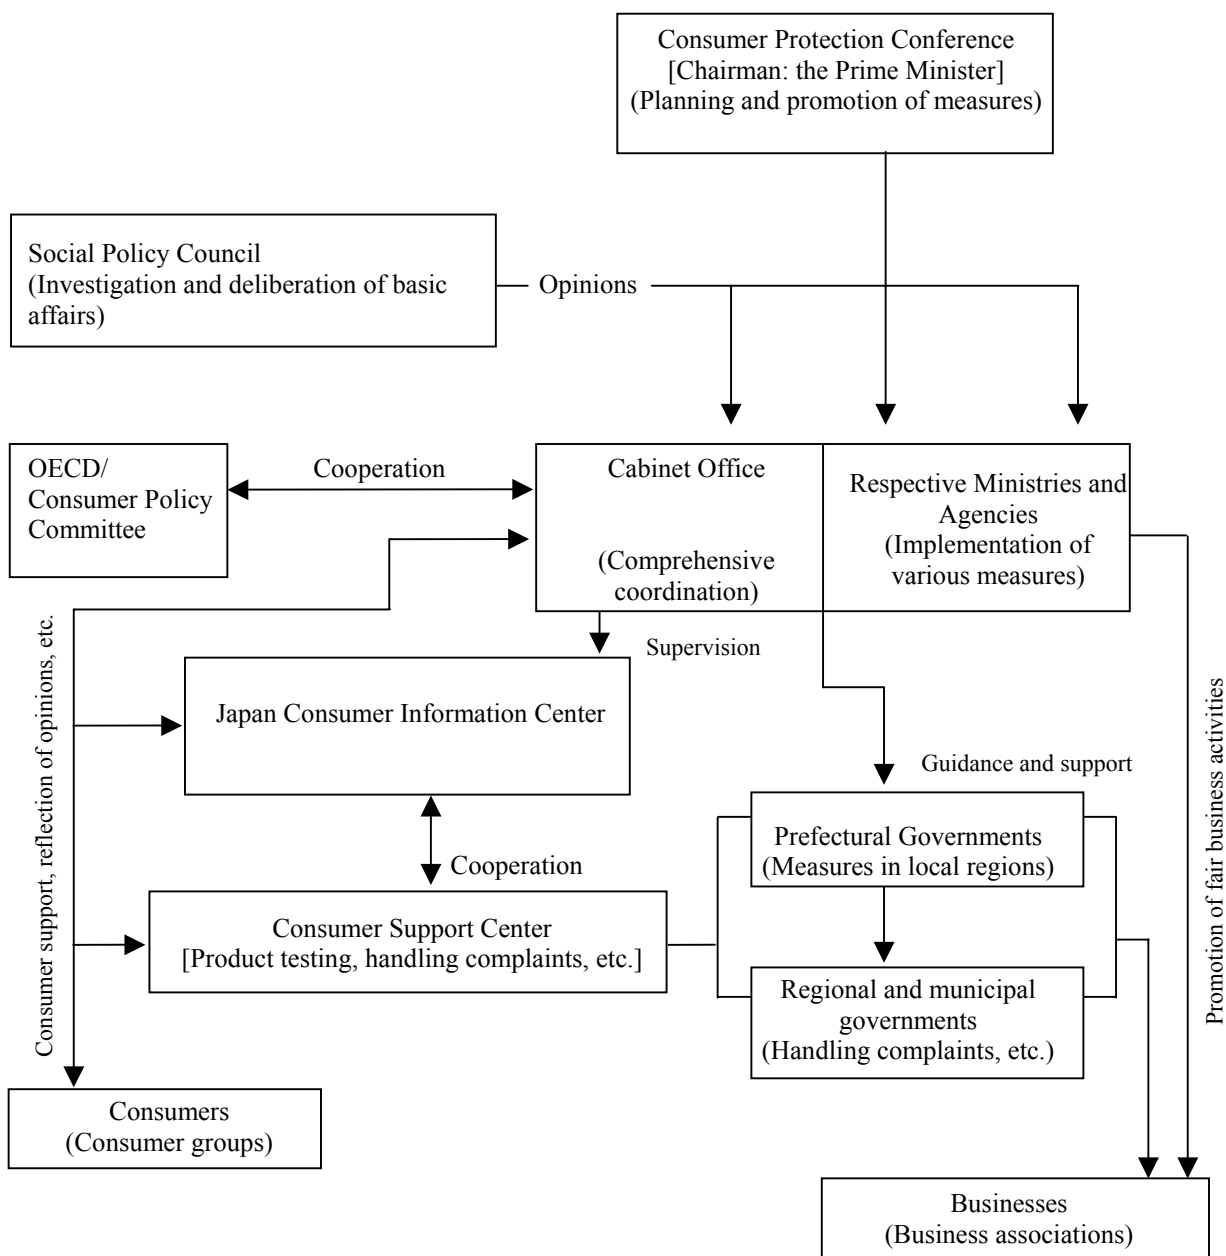 Consumer Protection Conference
[Chairman: the Prime Minister]
(Planning and promotion of measures)
Social Policy Council
(Investigation and deliberation of basic
affairs)
Opinions
OECD/
Consumer Policy
Committee
Cooperation
Cabinet Office
(Comprehensive
coordination)
Respective Ministries and
Agencies
(Implementation of
various measures)
Supervision
Japan Consumer Information Center
Guidance and support
Cooperation
Prefectural Governments
(Measures in local regions)
Consumer Support Center
[Product testing, handling complaints, etc.]
Regional and municipal
governments
(Handling complaints, etc.)
Consumer support, reflection of opinions, etc.
Promotion of fair business activities
Consumers
(Consumer groups)
Businesses
(Business associations)